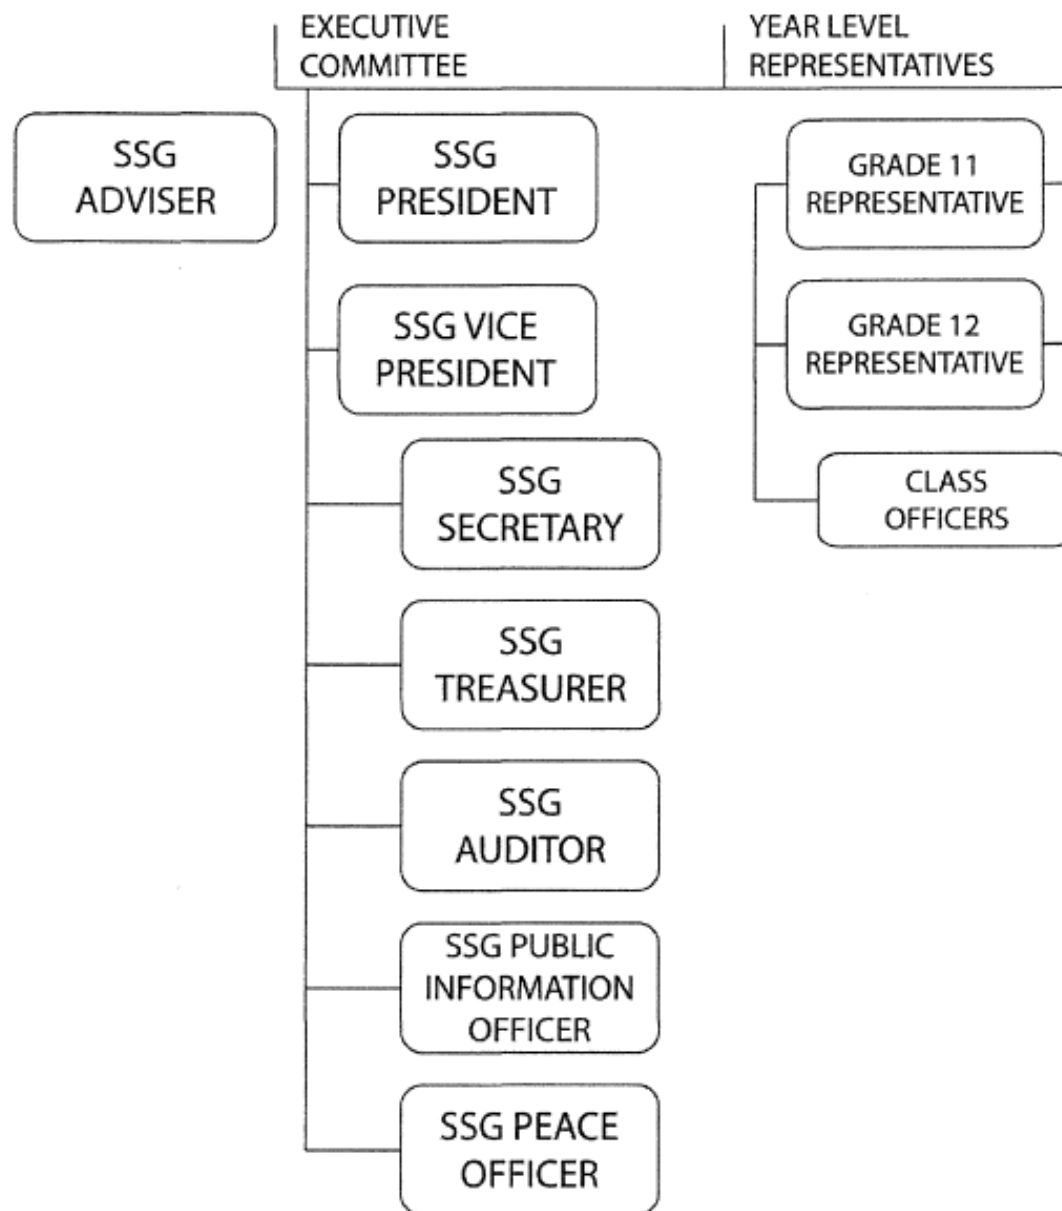 EXECUTIVE
COMMITTEE
YEAR LEVEL
REPRESENTATIVES
SSG
ADVISER
SSG
PRESIDENT
SSG VICE
PRESIDENT
SSG
SECRETARY
SSG
TREASURER
SSG
AUDITOR
SSG PUBLIC
INFORMATION
OFFICER
SSG PEACE
OFFICER
GRADE 11
REPRESENTATIVE
GRADE 12
REPRESENTATIVE
CLASS
OFFICERS